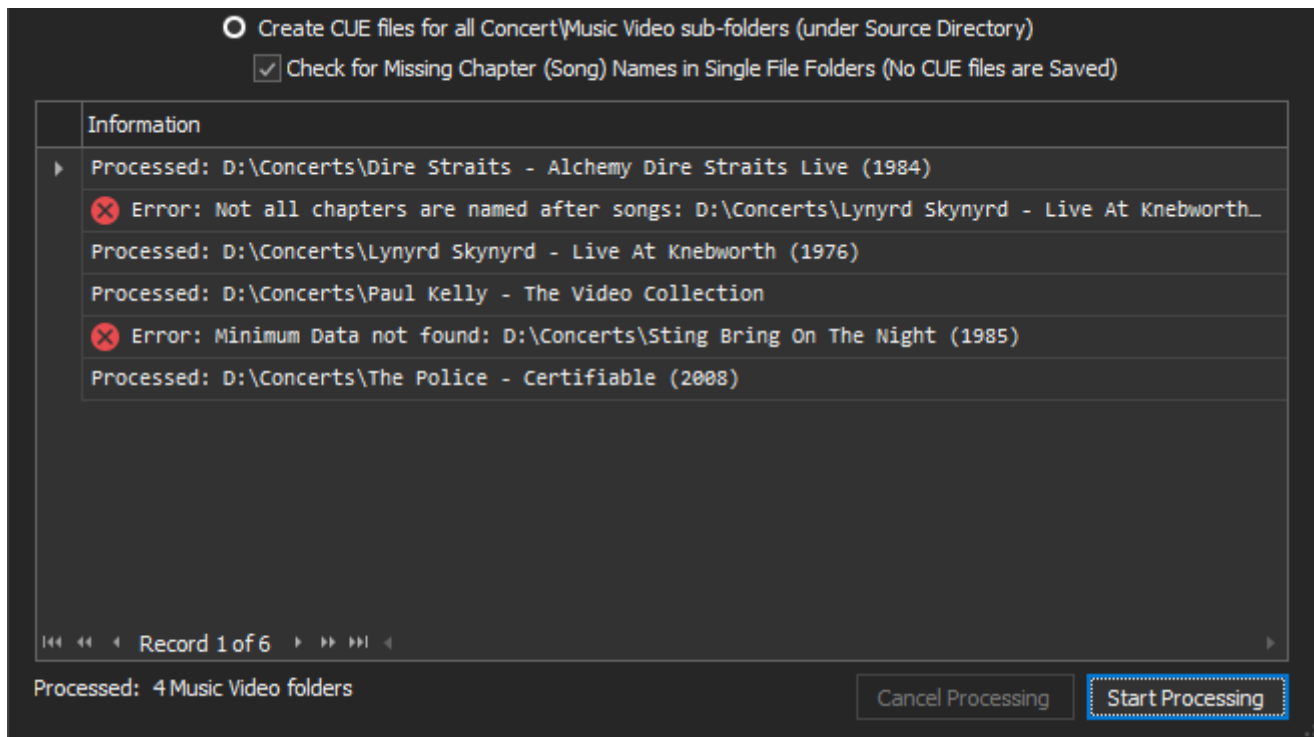 Create CUE files for all Concert\Music Video sub-folders (under Source Directory)
Check for Missing Chapter (Song) Names in Single File Folders (No CUE files are Saved)
Information
Processed: D:\Concerts\Dire Straits - Alchemy Dire Straits Live (1984)
Error: Not all chapters are named after songs: D:\Concerts\Lynyrd Skynyrd - Live At Knebworth…
Processed: D:\Concerts\Lynyrd Skynyrd - Live At Knebworth (1976)
Processed: D:\Concerts\Paul Kelly - The Video Collection
Error: Minimum Data not found: D:\Concerts\Sting Bring On The Night (1985)
Processed: D:\Concerts\The Police - Certifiable (2008)
Record 1 of 6
Processed: 4 Music Video folders
Cancel Processing
Start Processing